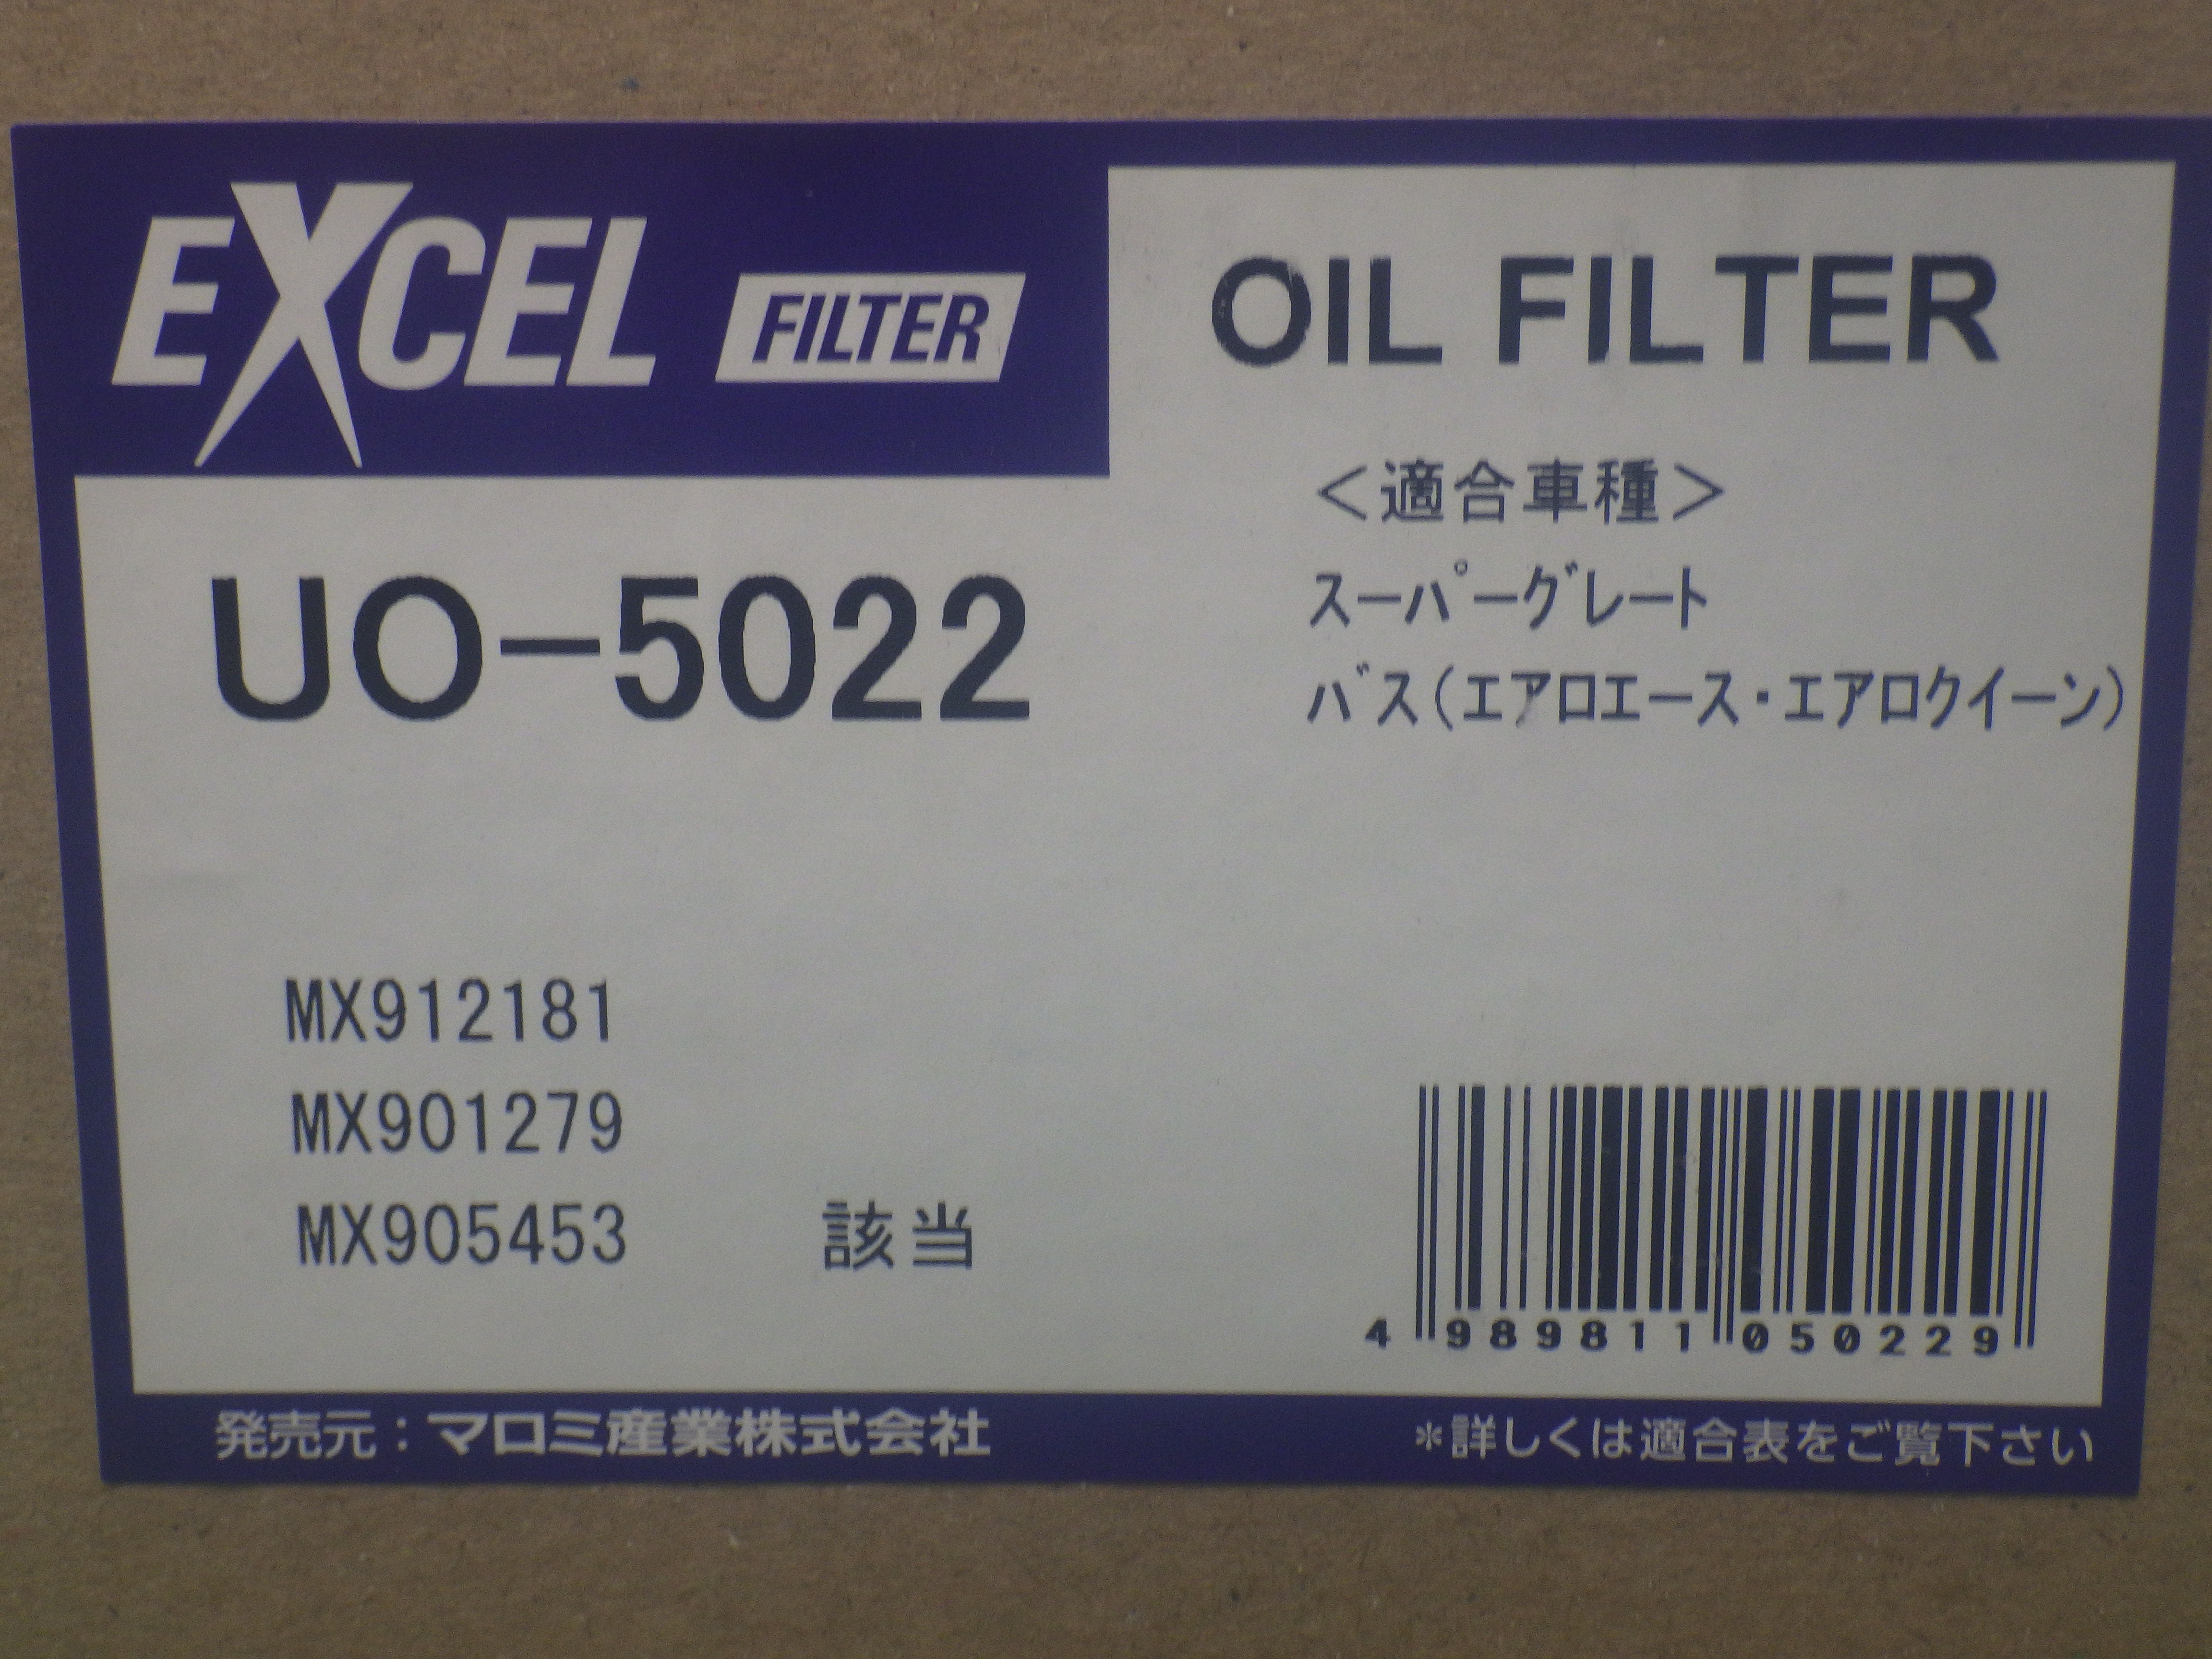 EXCEL FILTER
OIL FILTER
UO-5022
＜適合車種＞
ｽｰﾊﾟｰｸﾞﾚｰﾄ
ﾊﾞｽ(ｴｱﾛｴｰｽ・ｴｱﾛｸｲｰﾝ)
MX912181
MX901279
MX905453 該当
4 989811 050229
発売元：マロミ産業株式会社
＊詳しくは適合表をご覧下さい